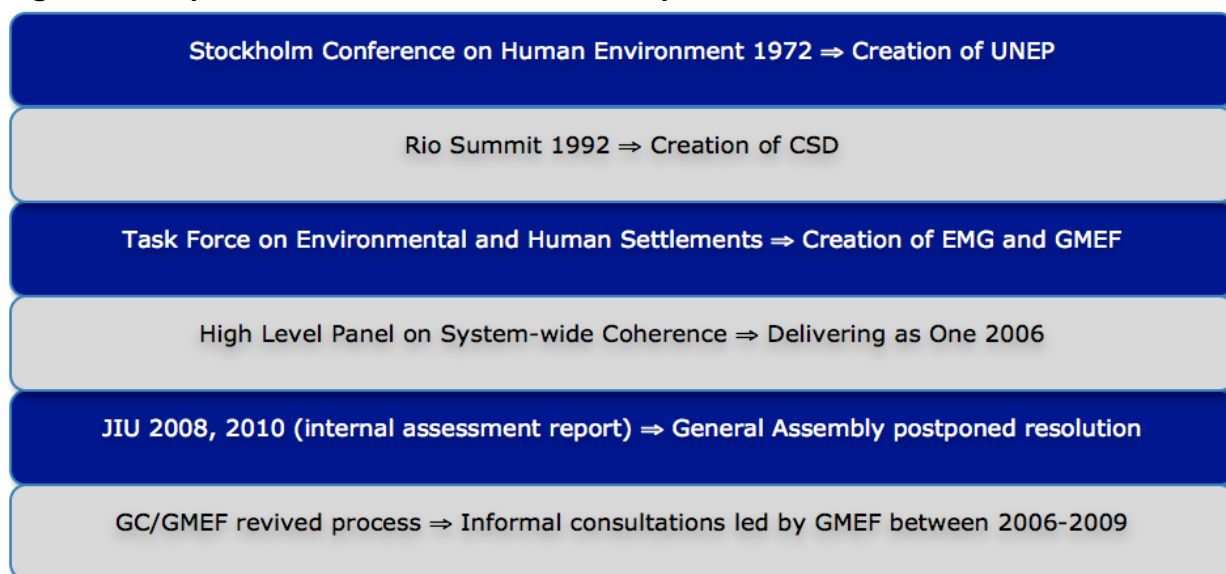 Stockholm Conference on Human Environment 1972 ⇒ Creation of UNEP
Rio Summit 1992 ⇒ Creation of CSD
Task Force on Environmental and Human Settlements ⇒ Creation of EMG and GMEF
High Level Panel on System-wide Coherence ⇒ Delivering as One 2006
JIU 2008, 2010 (internal assessment report) ⇒ General Assembly postponed resolution
GC/GMEF revived process ⇒ Informal consultations led by GMEF between 2006-2009